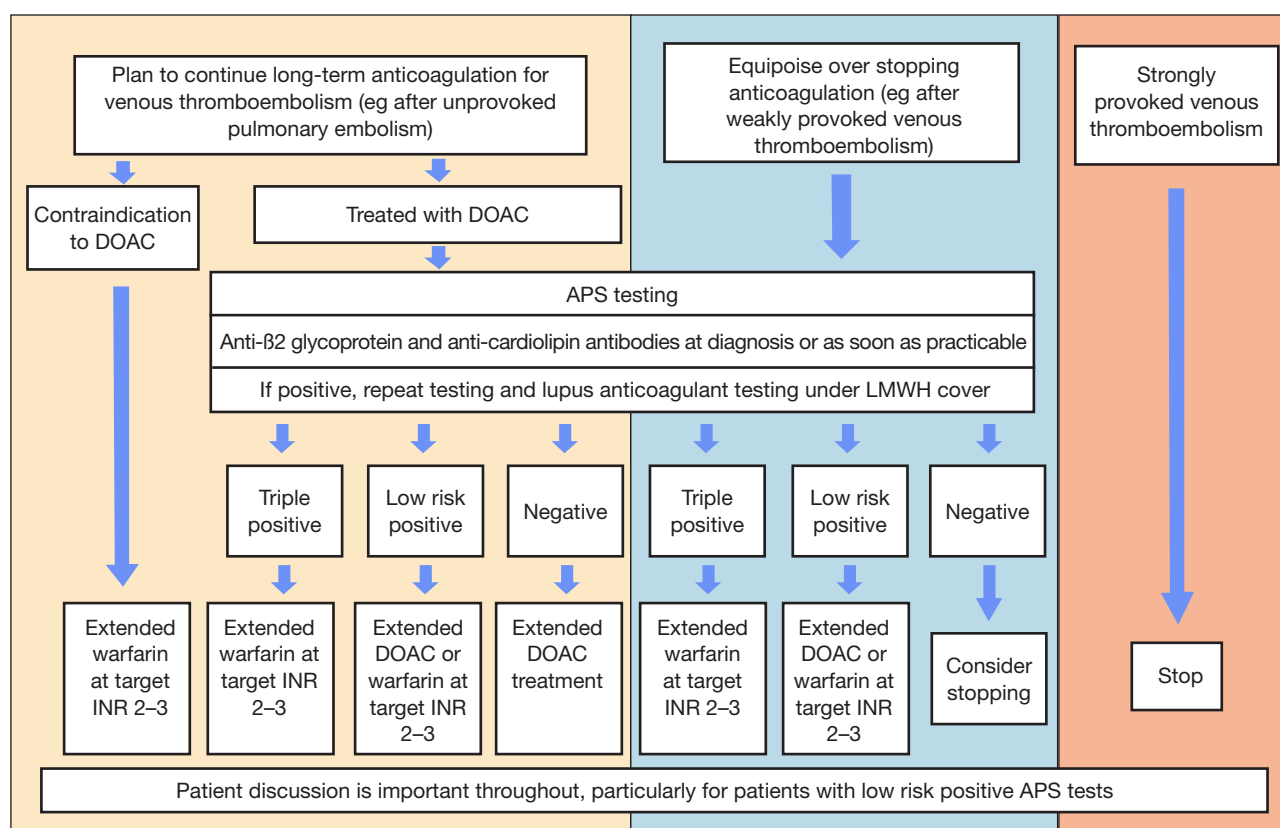 Plan to continue long-term anticoagulation for
venous thromboembolism (eg after unprovoked
pulmonary embolism)
Equipoise over stopping
anticoagulation (eg after
weakly provoked venous
thromboembolism)
Strongly
provoked venous
thromboembolism
Contraindication
to DOAC
Treated with DOAC
APS testing
Anti-ß2 glycoprotein and anti-cardiolipin antibodies at diagnosis or as soon as practicable
If positive, repeat testing and lupus anticoagulant testing under LMWH cover
Triple
positive
Low risk
positive
Negative
Triple
positive
Low risk
positive
Negative
Extended
warfarin
at target
INR 2–3
Extended
warfarin at
target INR
2–3
Extended
DOAC or
warfarin at
target INR
2–3
Extended
DOAC
treatment
Extended
warfarin
at target
INR 2–3
Extended
DOAC or
warfarin at
target INR
2–3
Consider
stopping
Stop
Patient discussion is important throughout, particularly for patients with low risk positive APS tests